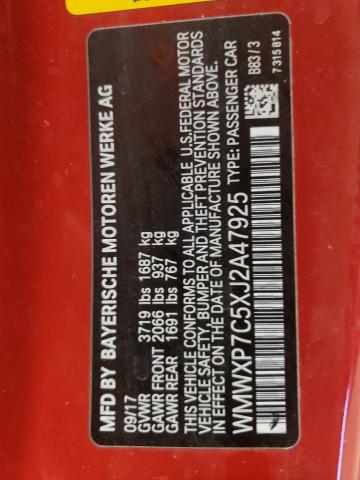 MFD BY BAYERISCHE MOTOREN WERKE AG
09/17
GVWR 3719 lbs 1687 kg
GAWR FRONT 2066 lbs 937 kg
GAWR REAR 1691 lbs 767 kg
THIS VEHICLE CONFORMS TO ALL APPLICABLE U.S.FEDERAL MOTOR
VEHICLE SAFETY, BUMPER AND THEFT PREVENTION STANDARDS
IN EFFECT ON THE DATE OF MANUFACTURE SHOWN ABOVE.
WMWXP7C5XJ2A47925 TYPE: PASSENGER CAR
BB3/3
7315814